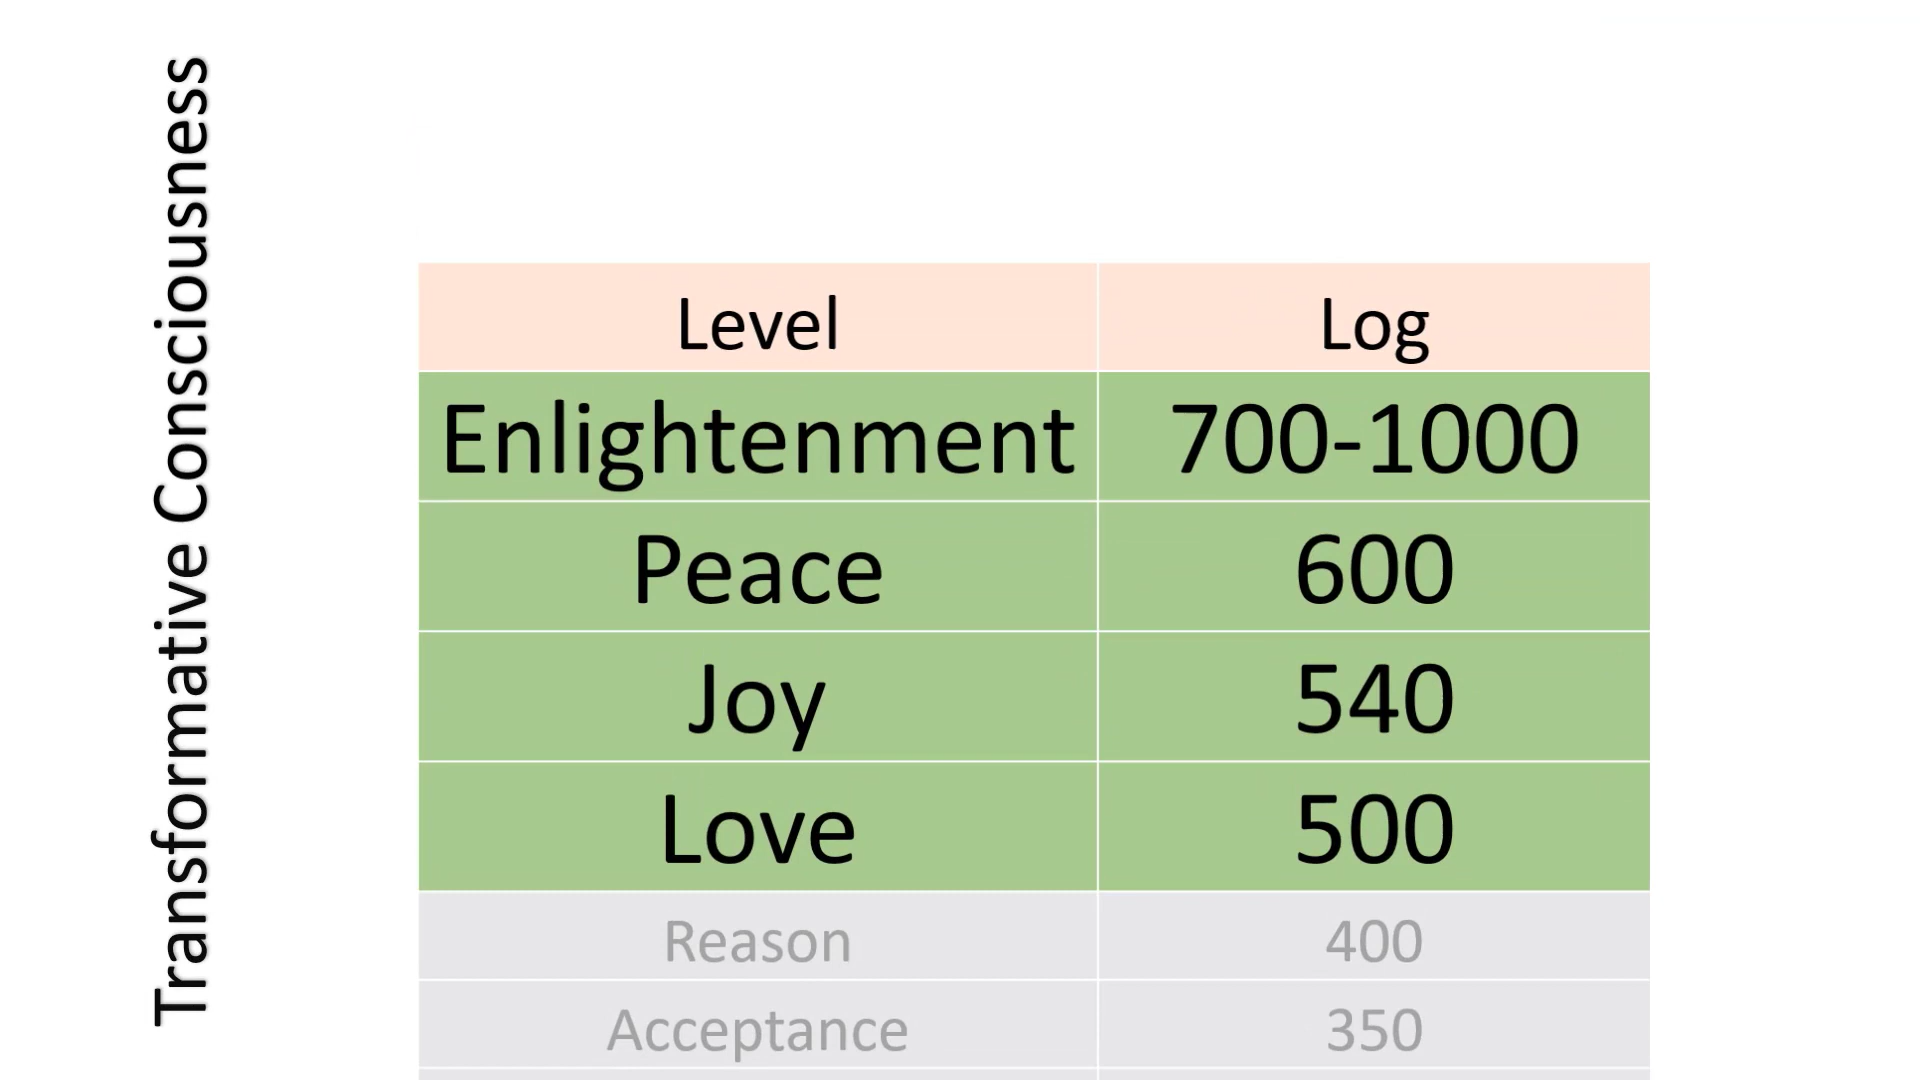 Transformative Consciousness
Level Log
Enlightenment 700-1000
Peace 600
Joy 540
Love 500
Reason 400
Acceptance 350